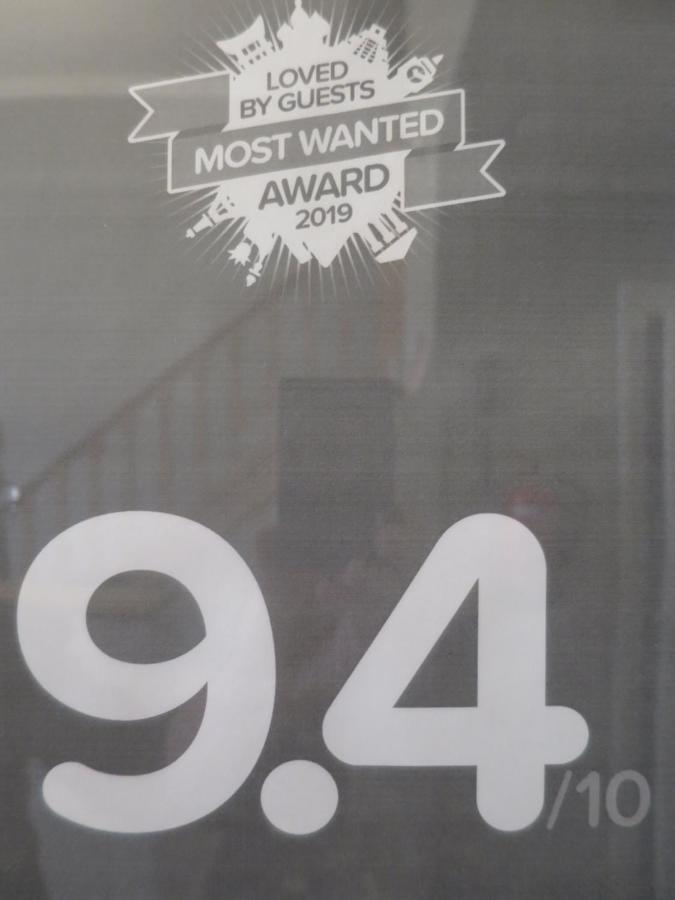 LOVED
BY GUESTS
MOST WANTED
AWARD
2019
9.4/10